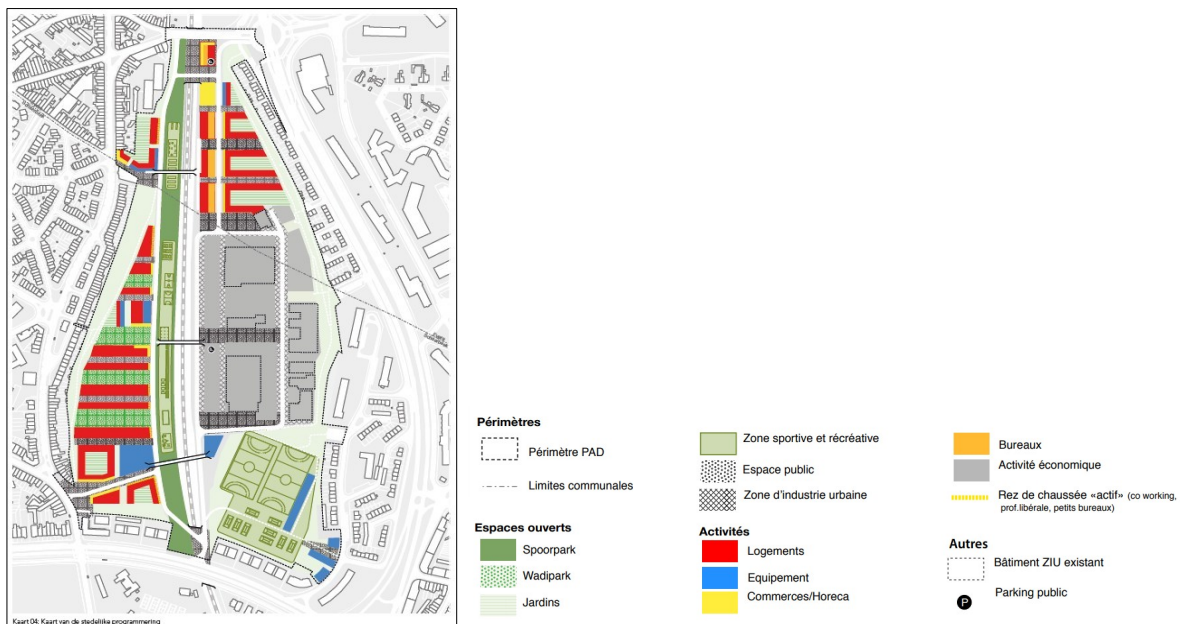 Kaart 04: Kaart van de stedelijke programmering
Périmètres
Périmètre PAD
Limites communales
Espaces ouverts
Spoorpark
Wadipark
Jardins
Zone sportive et récréative
Espace public
Zone d'industrie urbaine
Activités
Logements
Equipement
Commerces/Horeca
Bureaux
Activité économique
Rez de chaussée «actif» (co working,
prof.libérale, petits bureaux)
Autres
Bâtiment ZIU existant
P
Parking public